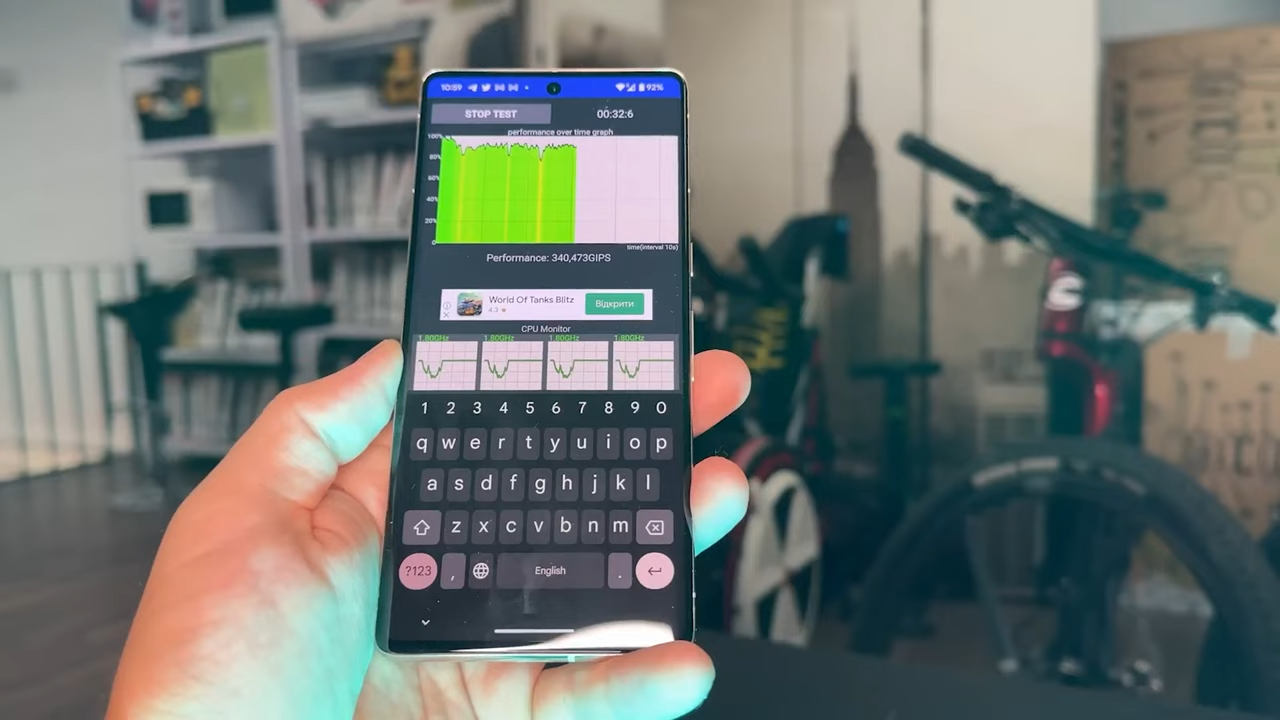 10:59 92%
STOP TEST 00:32:6
performance over time graph
100%
80%
60%
40%
20%
0
time(interval 10s)
Performance: 340,473GIPS
World Of Tanks Blitz
4.3 ★
Відкрити
CPU Monitor
1.80GHz 1.80GHz 1.80GHz 1.80GHz
1 2 3 4 5 6 7 8 9 0
q w e r t y u i o p
a s d f g h j k l
z x c v b n m
?123 , English .